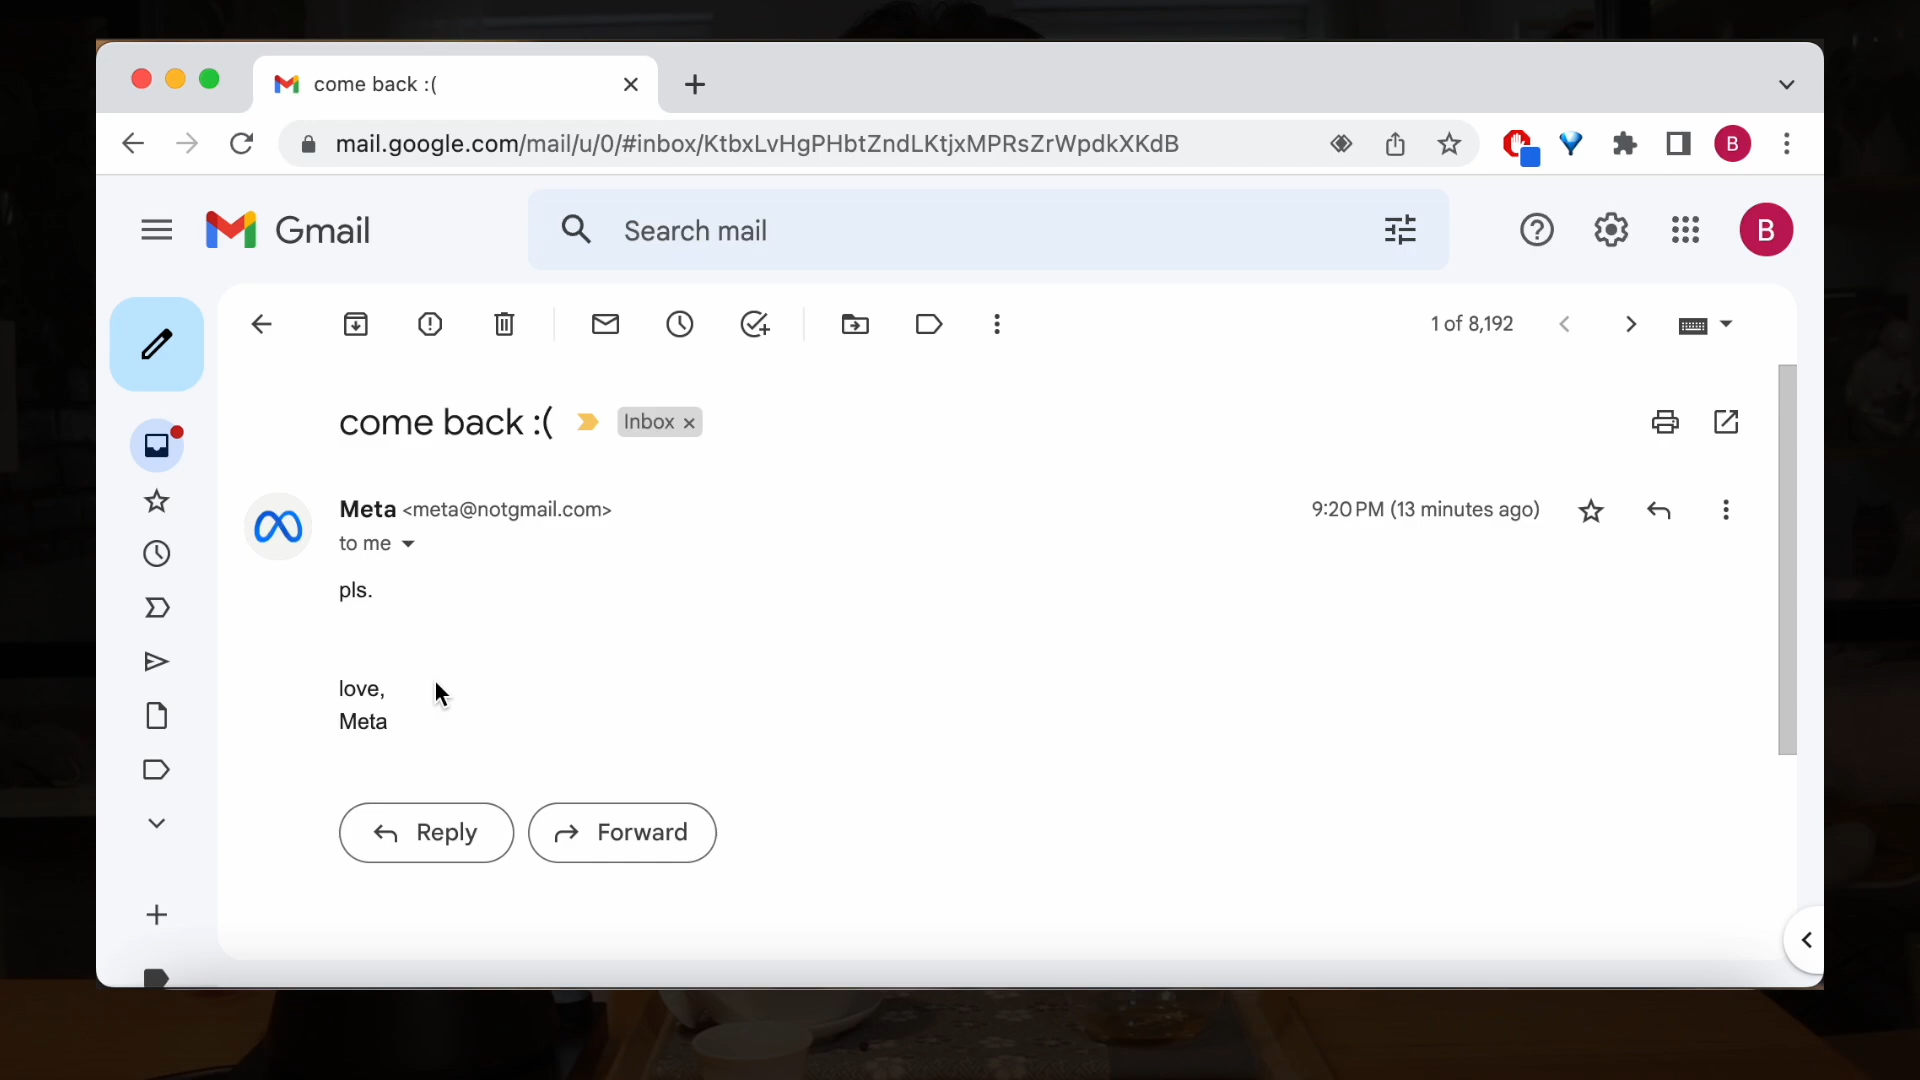 come back :(
mail.google.com/mail/u/0/#inbox/KtbxLvHgPHbtZndLKtjxMPRsZrWpdkXKdB
B
Gmail
Search mail
B
1 of 8,192
come back :(
Inbox ×
Meta <meta@notgmail.com>
9:20 PM (13 minutes ago)
to me
pls.
love,
Meta
Reply
Forward